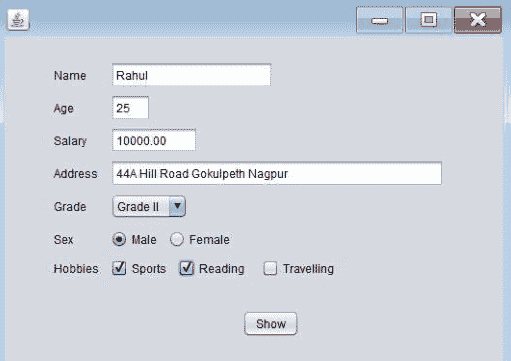 Name Rahul
Age 25
Salary 10000.00
Address 44A Hill Road Gokulpeth Nagpur
Grade Grade II
Sex Male Female
Hobbies Sports Reading Travelling
Show